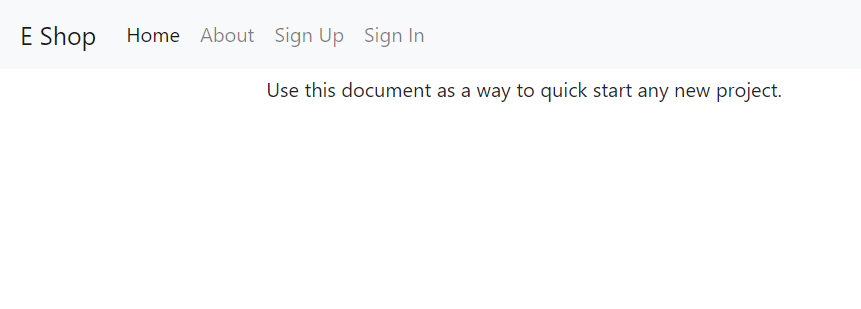 E Shop Home About Sign Up Sign In
Use this document as a way to quick start any new project.